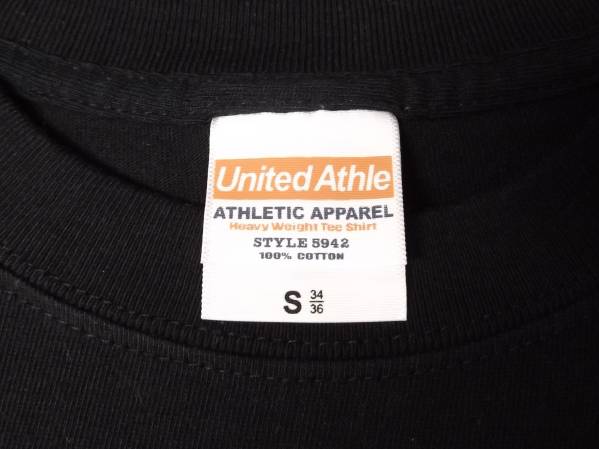 United Athle
ATHLETIC APPAREL
Heavy Weight Tee Shirt
STYLE 5942
100% COTTON
S 34/36